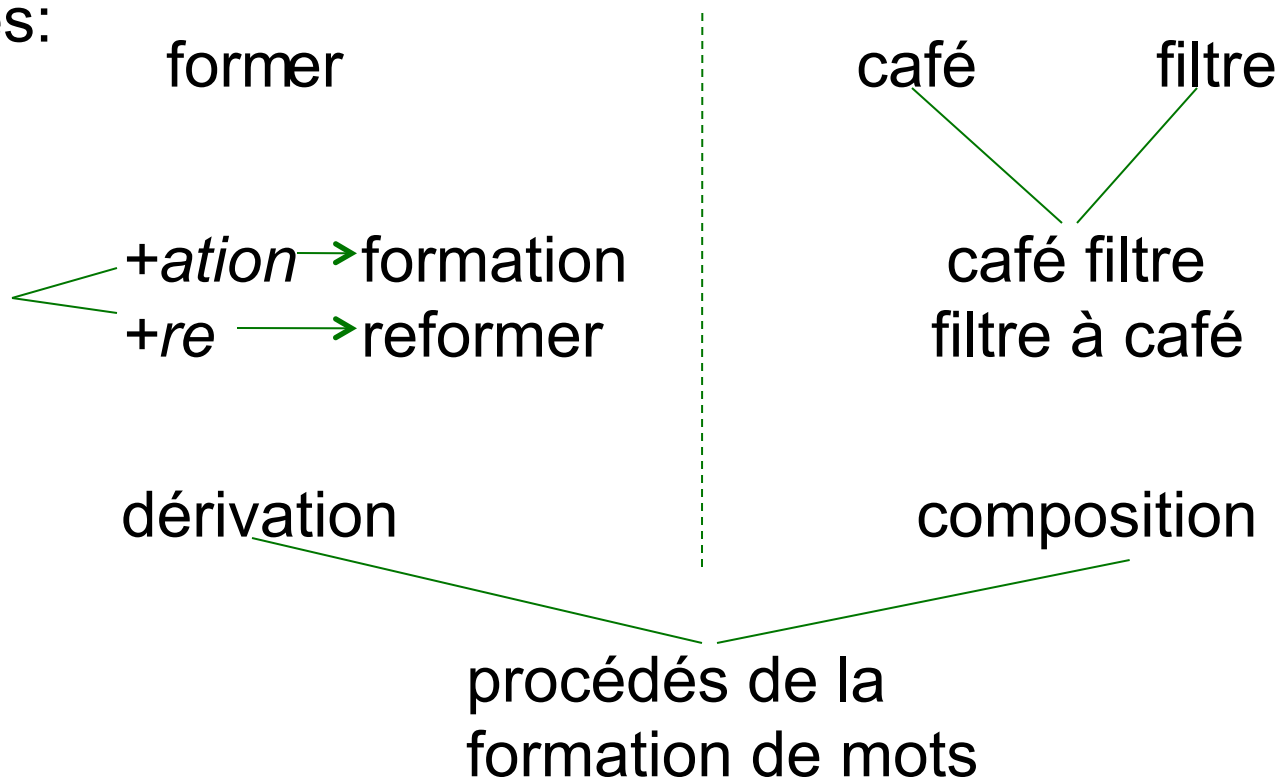 es:
former
café filtre
+ation formation
+re reformer
café filtre
filtre à café
dérivation
composition
procédés de la
formation de mots